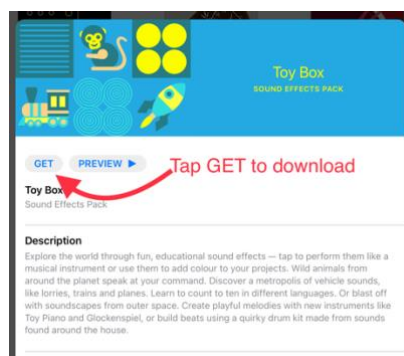 Toy Box
SOUND EFFECTS PACK
GET
PREVIEW ▶
Tap GET to download
Toy Box
Sound Effects Pack
Description
Explore the world through fun, educational sound effects — tap to perform them like a
musical instrument or use them to add colour to your projects. Wild animals from
around the planet speak at your command. Discover a metropolis of vehicle sounds,
like lorries, trains and planes. Learn to count to ten in different languages. Or blast off
with soundscapes from outer space. Create playful melodies with new instruments like
Toy Piano and Glockenspiel, or build beats using a quirky drum kit made from sounds
found around the house.